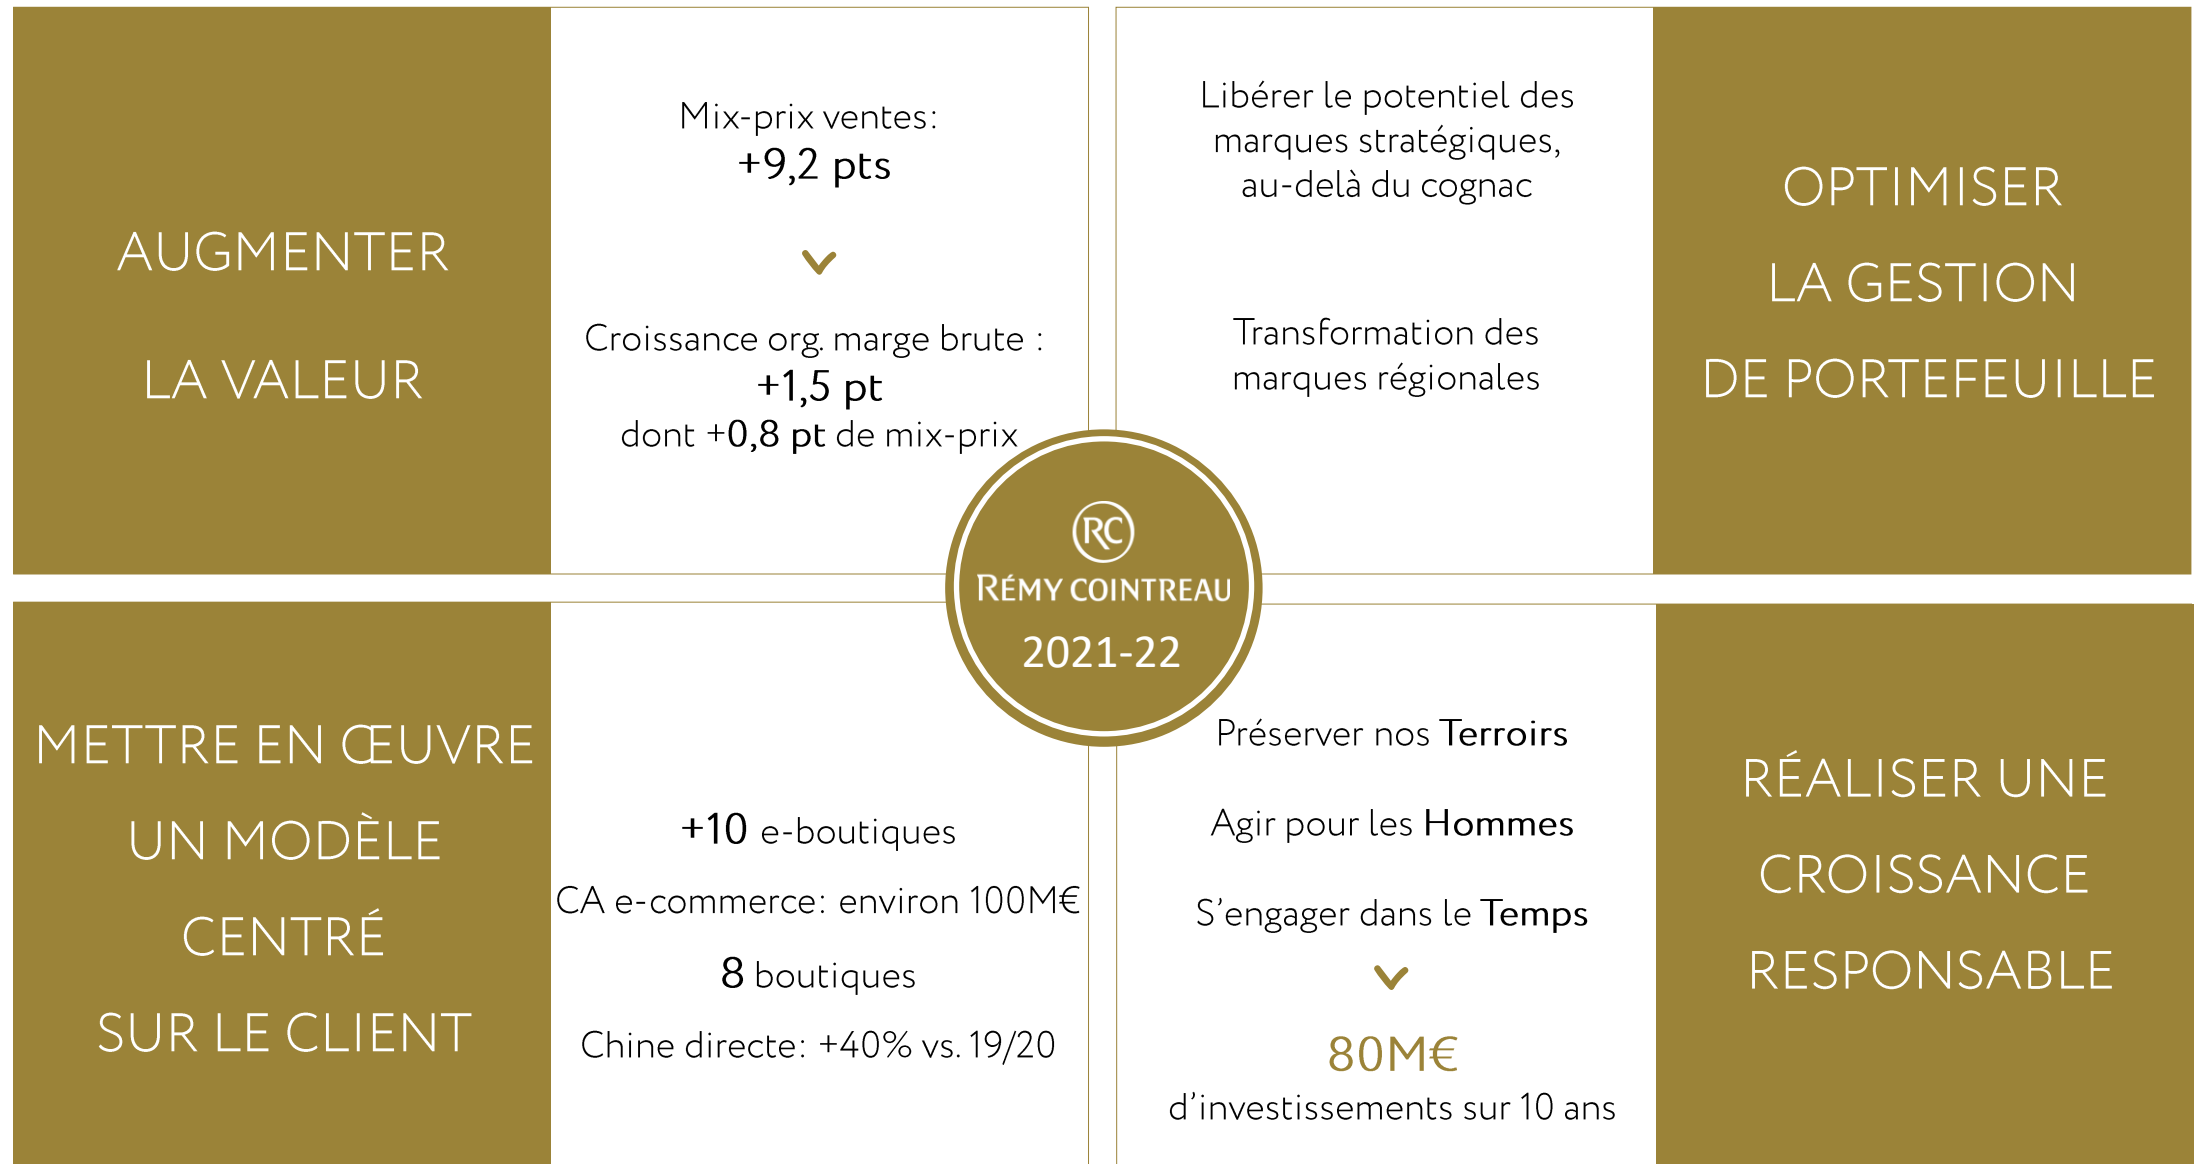 AUGMENTER
LA VALEUR
Mix-prix ventes:
+9,2 pts
Croissance org. marge brute :
+1,5 pt
dont +0,8 pt de mix-prix
Libérer le potentiel des
marques stratégiques,
au-delà du cognac
Transformation des
marques régionales
OPTIMISER
LA GESTION
DE PORTEFEUILLE
RC
RÉMY COINTREAU
2021-22
METTRE EN ŒUVRE
UN MODÈLE
CENTRÉ
SUR LE CLIENT
+10 e-boutiques
CA e-commerce: environ 100M€
8 boutiques
Chine directe: +40% vs. 19/20
Préserver nos Terroirs
Agir pour les Hommes
S'engager dans le Temps
80M€
d'investissements sur 10 ans
RÉALISER UNE
CROISSANCE
RESPONSABLE